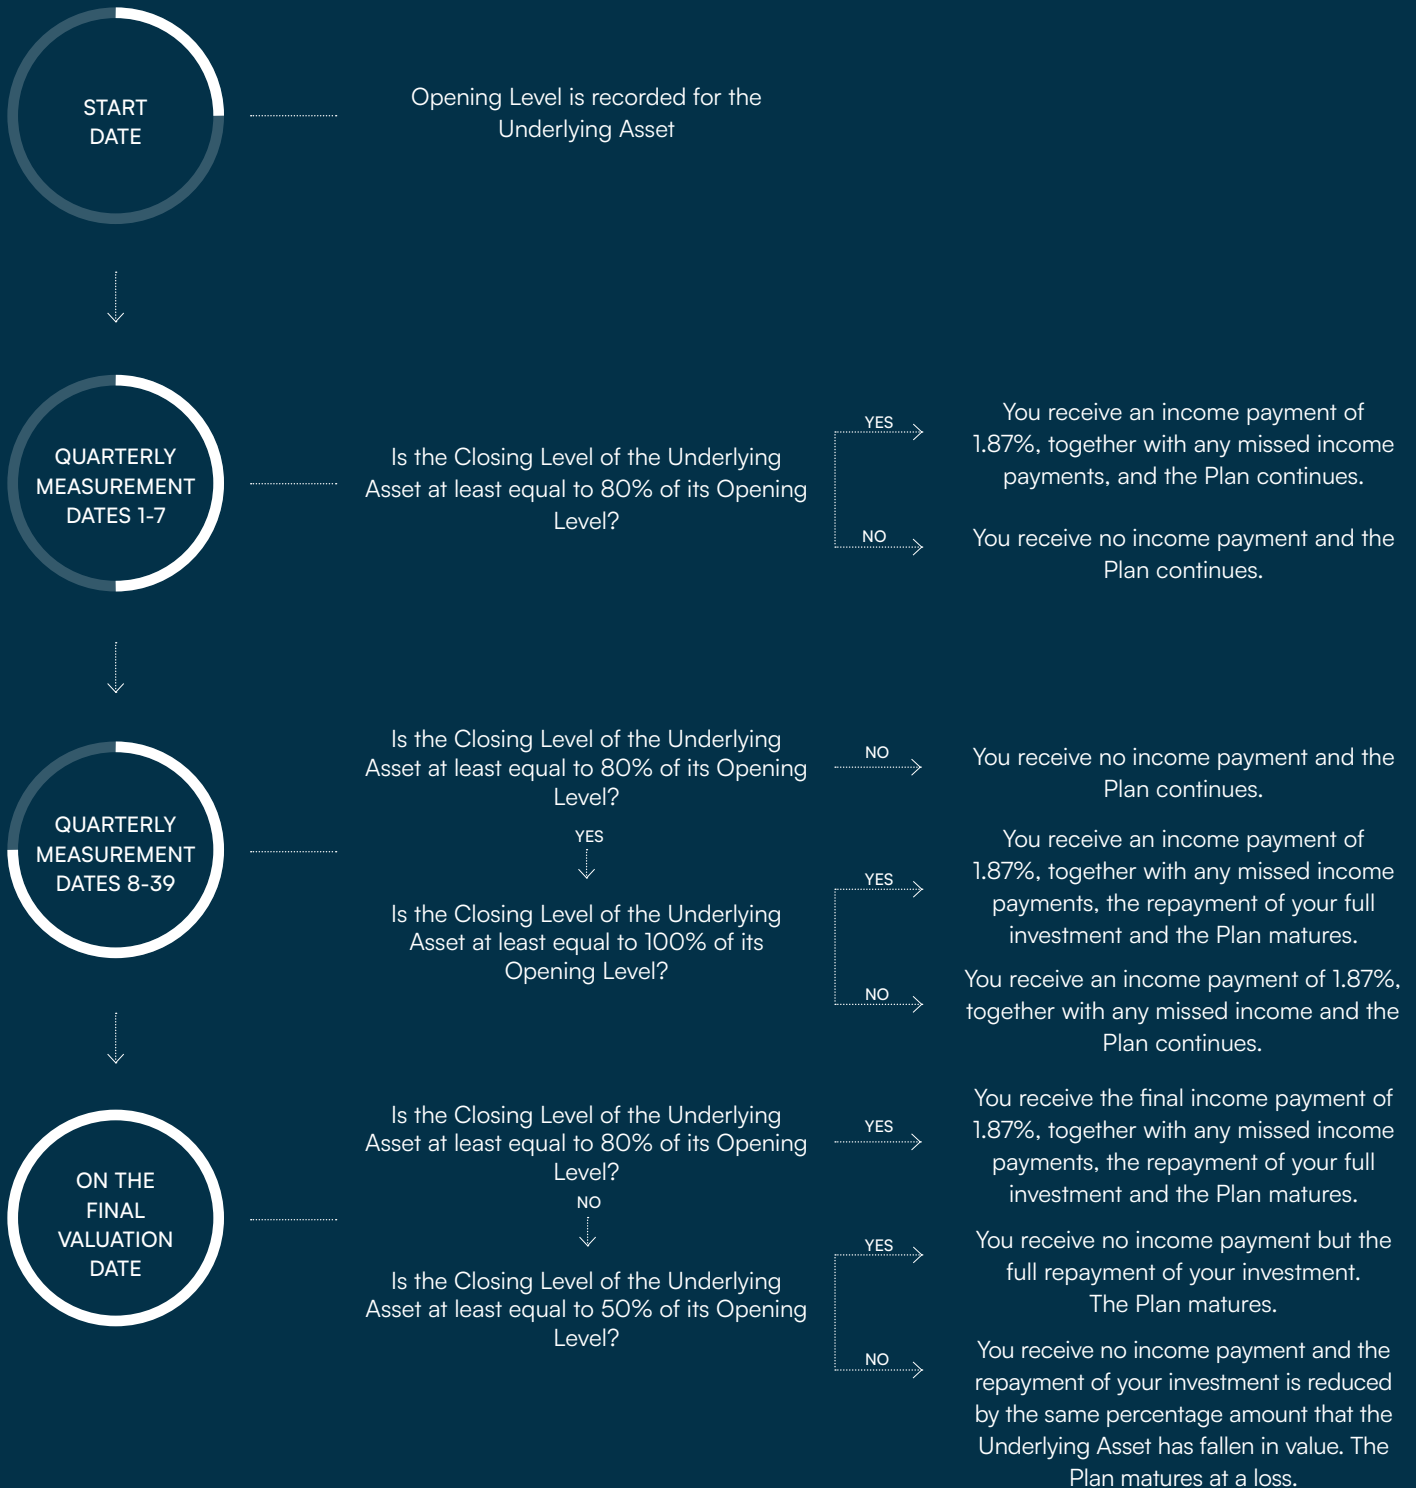 START
DATE
Opening Level is recorded for the
Underlying Asset
QUARTERLY
MEASUREMENT
DATES 1-7
Is the Closing Level of the Underlying
Asset at least equal to 80% of its Opening
Level?
YES
You receive an income payment of
1.87%, together with any missed income
payments, and the Plan continues.
NO
You receive no income payment and the
Plan continues.
QUARTERLY
MEASUREMENT
DATES 8-39
Is the Closing Level of the Underlying
Asset at least equal to 80% of its Opening
Level?
NO
You receive no income payment and the
Plan continues.
YES
Is the Closing Level of the Underlying
Asset at least equal to 100% of its
Opening Level?
YES
You receive an income payment of
1.87%, together with any missed income
payments, the repayment of your full
investment and the Plan matures.
NO
You receive an income payment of 1.87%,
together with any missed income and the
Plan continues.
ON THE
FINAL
VALUATION
DATE
Is the Closing Level of the Underlying
Asset at least equal to 80% of its Opening
Level?
YES
You receive the final income payment of
1.87%, together with any missed income
payments, the repayment of your full
investment and the Plan matures.
NO
Is the Closing Level of the Underlying
Asset at least equal to 50% of its Opening
Level?
YES
You receive no income payment but the
full repayment of your investment.
The Plan matures.
NO
You receive no income payment and the
repayment of your investment is reduced
by the same percentage amount that the
Underlying Asset has fallen in value. The
Plan matures at a loss.